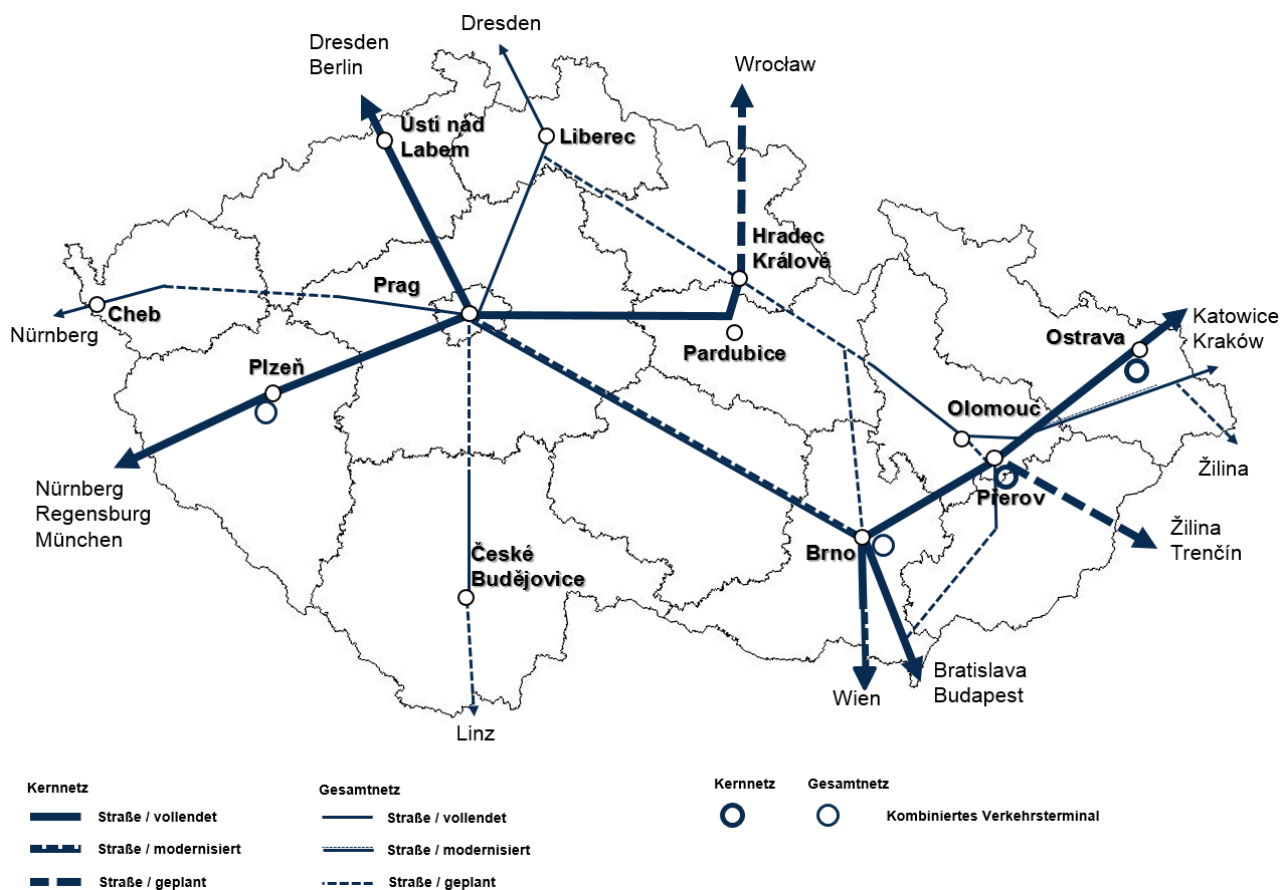 Dresden
Dresden
Berlin
Wrocław
Ústí nád
Labem
Liberec
Hradec
Králové
Prag
Cheb
Nürnberg
Pardubice
Ostrava
Katowice
Kraków
Plzeň
Olomouc
Žilina
Přerov
Nürnberg
Regensburg
München
Žilina
Trenčín
Brno
České
Budějovice
Bratislava
Budapest
Wien
Linz
Kernnetz
Gesamtnetz
Kernnetz
Gesamtnetz
Straße / vollendet
Straße / vollendet
Kombiniertes Verkehrsterminal
Straße / modernisiert
Straße / modernisiert
Straße / geplant
Straße / geplant